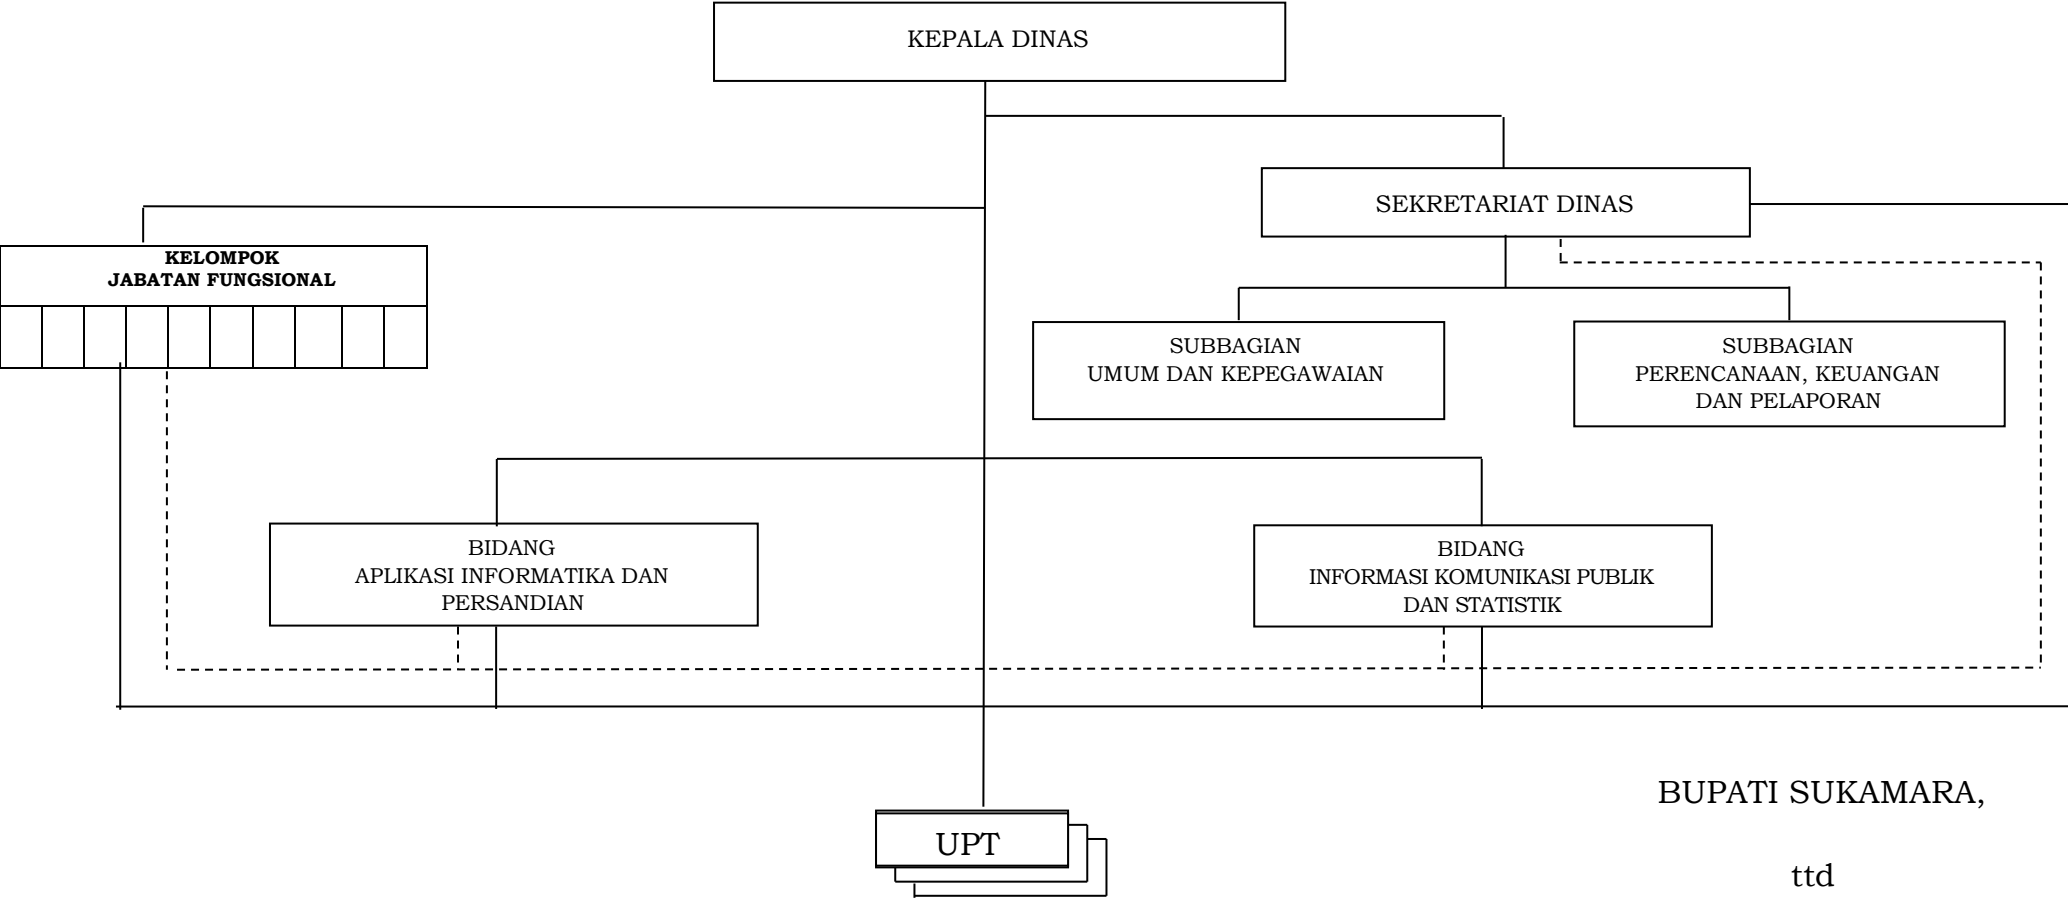 KEPALA DINAS
SEKRETARIAT DINAS
KELOMPOK
JABATAN FUNGSIONAL
SUBBAGIAN
UMUM DAN KEPEGAWAIAN
SUBBAGIAN
PERENCANAAN, KEUANGAN
DAN PELAPORAN
BIDANG
APLIKASI INFORMATIKA DAN
PERSANDIAN
BIDANG
INFORMASI KOMUNIKASI PUBLIK
DAN STATISTIK
UPT
BUPATI SUKAMARA,
ttd